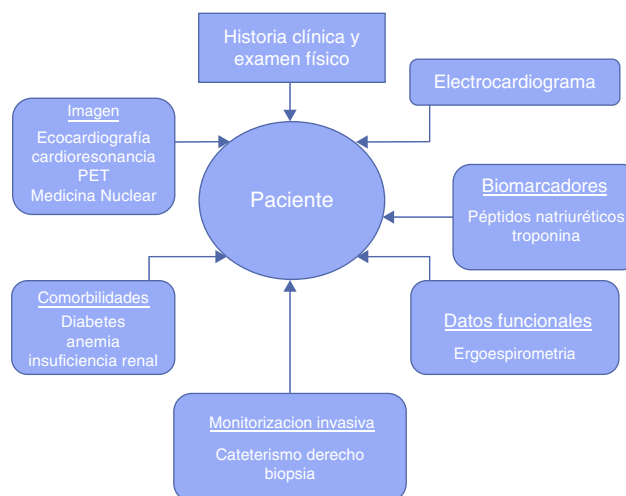 Historia clínica y
examen físico
Electrocardiograma
Imagen
Ecocardiografía
cardioresonancia
PET
Medicina Nuclear
Paciente
Biomarcadores
Péptidos natriuréticos
troponina
Comorbilidades
Diabetes
anemia
insuficiencia renal
Datos funcionales
Ergoespirometria
Monitorizacion invasiva
Cateterismo derecho
biopsia